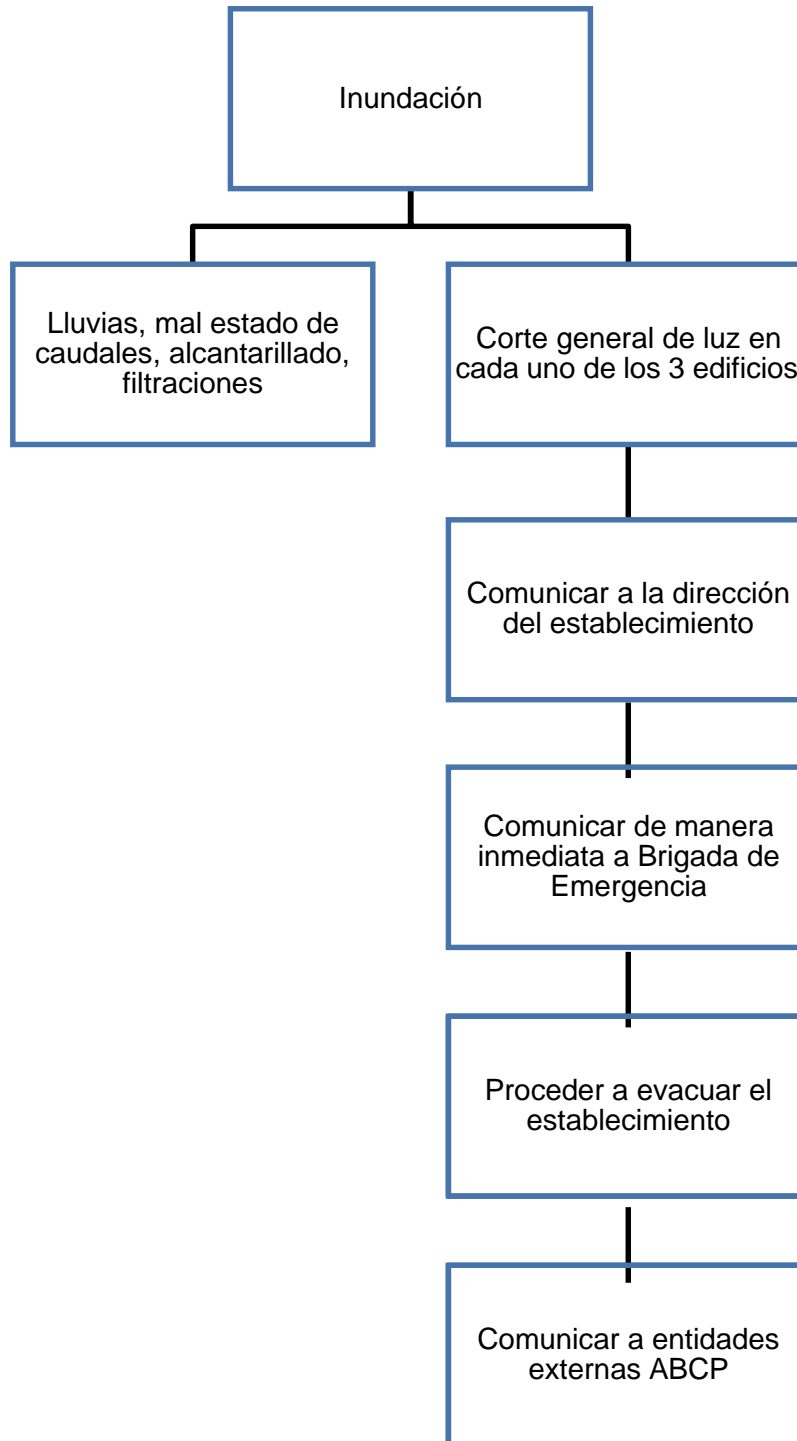 Inundación
Lluvias, mal estado de
caudales, alcantarillado,
filtraciones
Corte general de luz en
cada uno de los 3 edificios
Comunicar a la dirección
del establecimiento
Comunicar de manera
inmediata a Brigada de
Emergencia
Proceder a evacuar el
establecimiento
Comunicar a entidades
externas ABCP